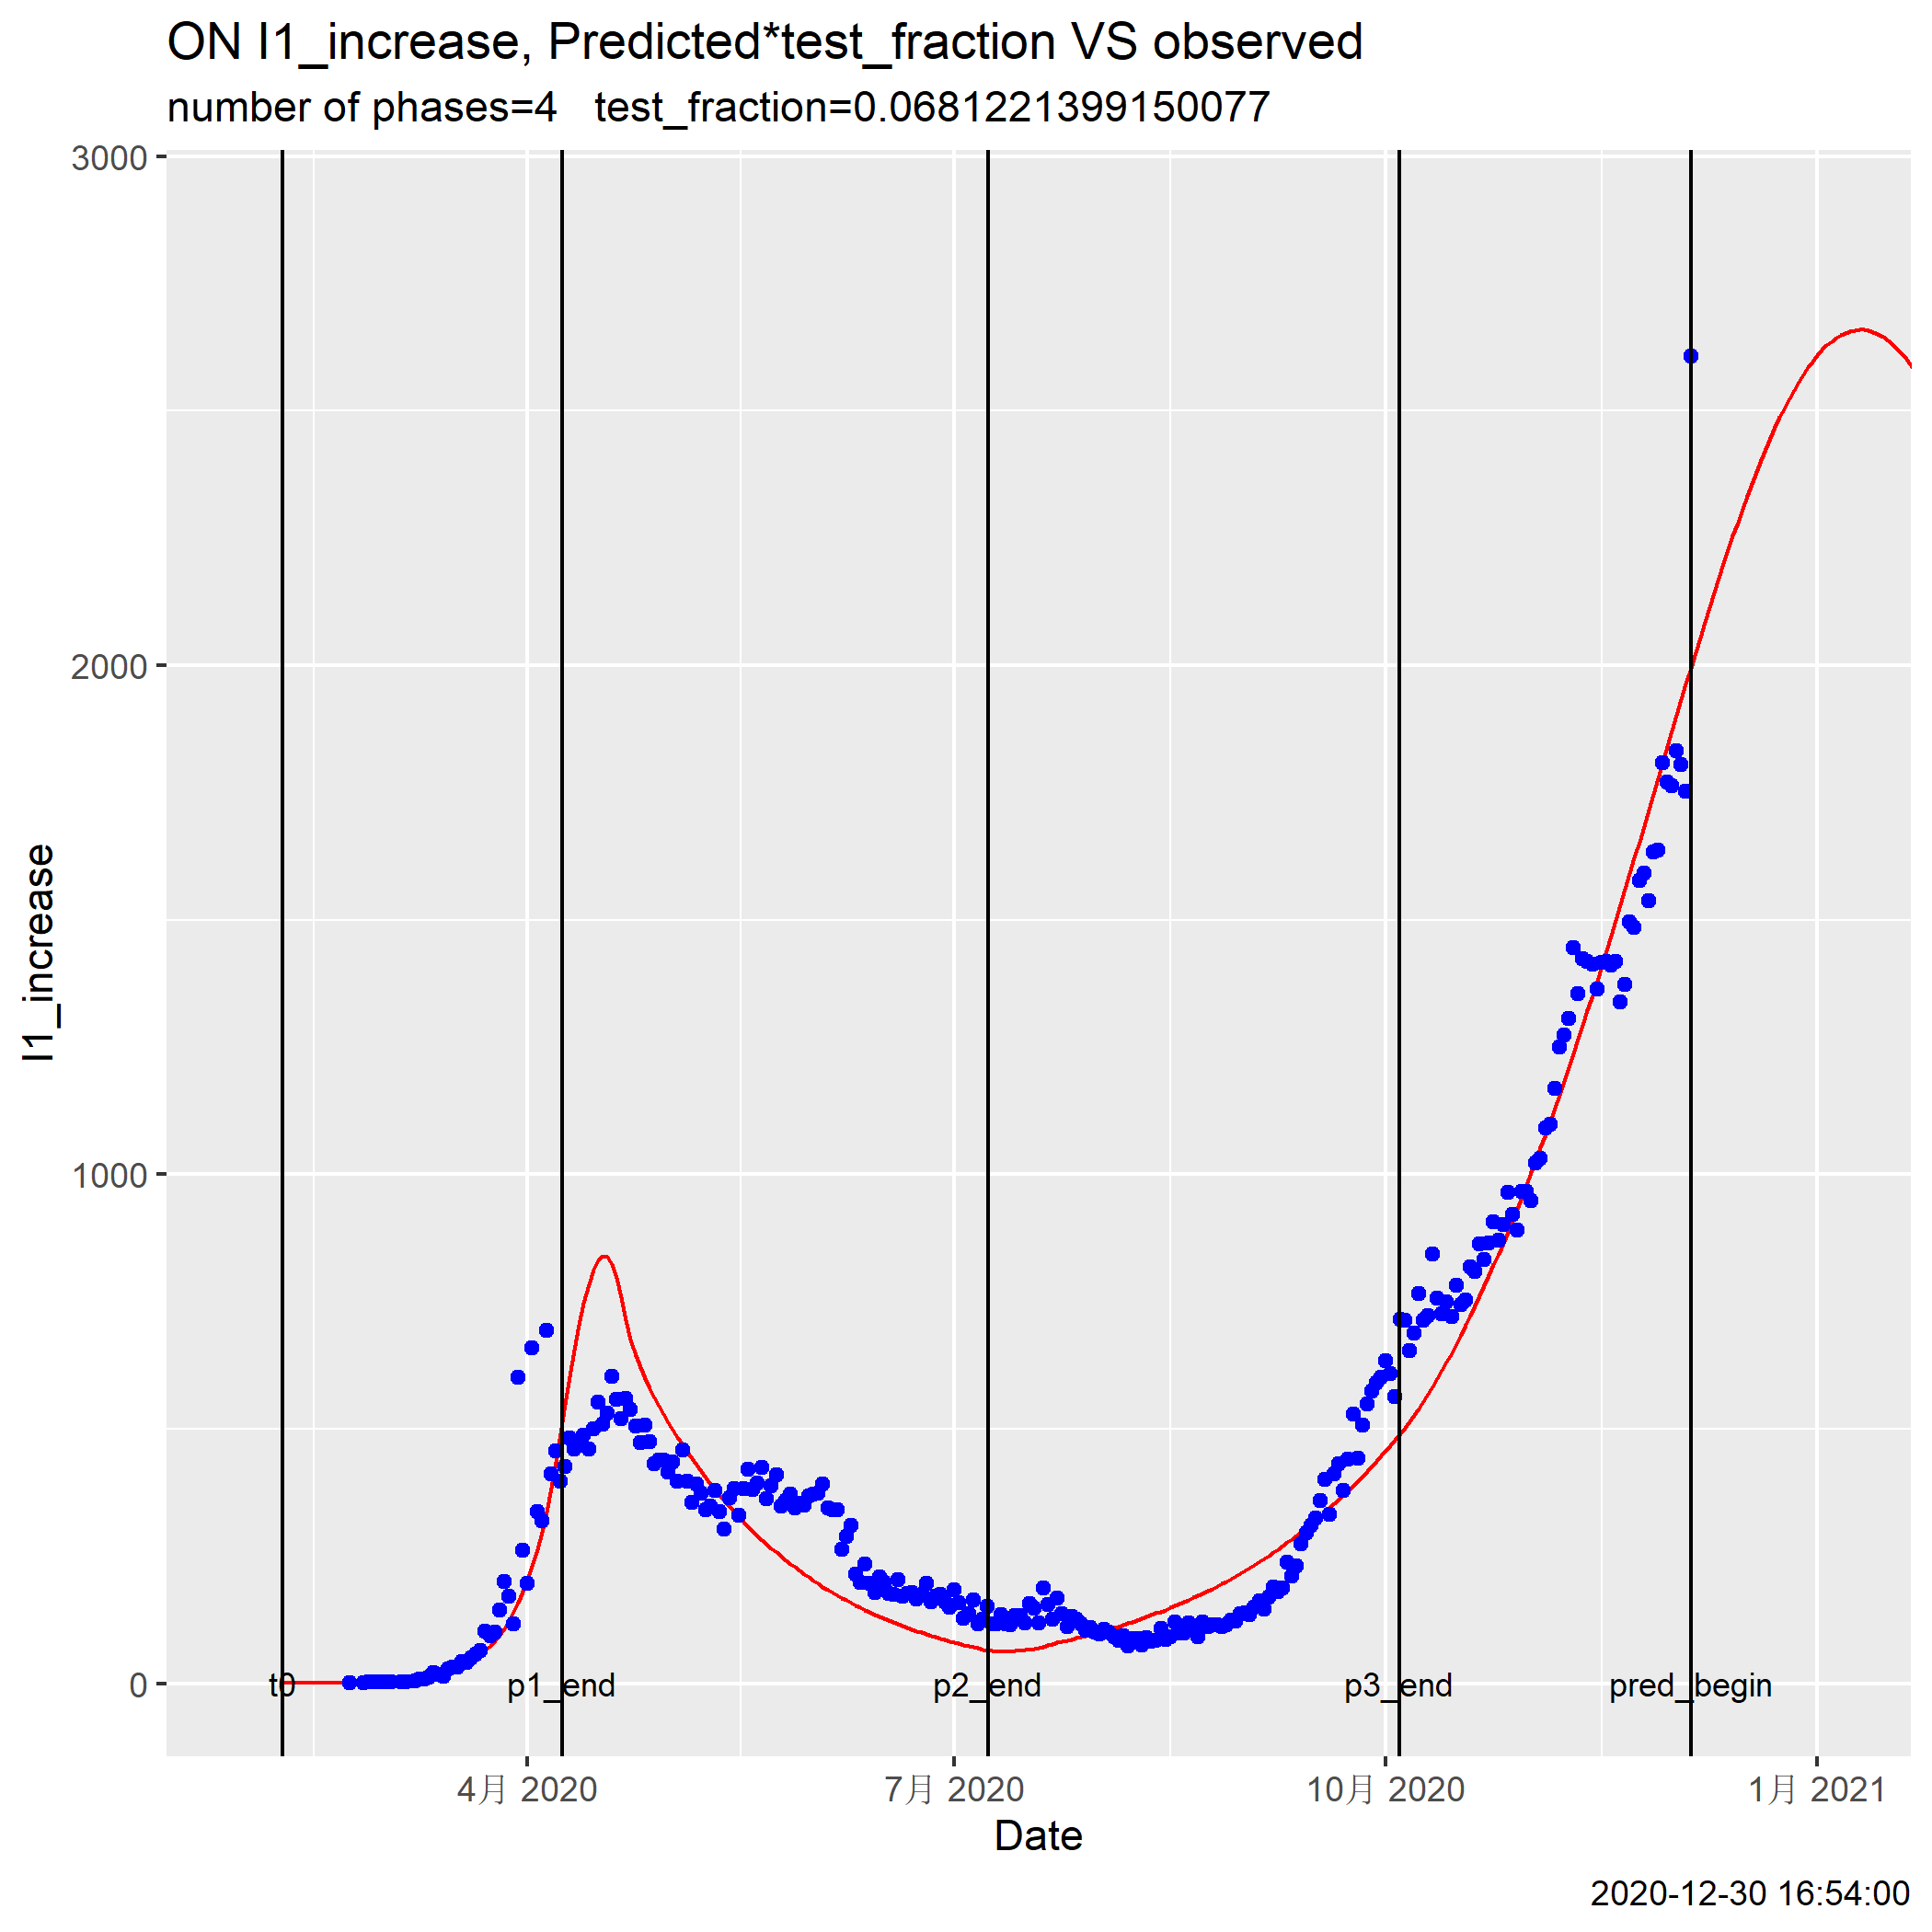 ON I1_increase, Predicted*test_fraction VS observed
number of phases=4   test_fraction=0.0681221399150077
3000
2000
1000
0
I1_increase
t0
p1_end
p2_end
p3_end
pred_begin
4月 2020
7月 2020
10月 2020
1月 2021
Date
2020-12-30 16:54:00